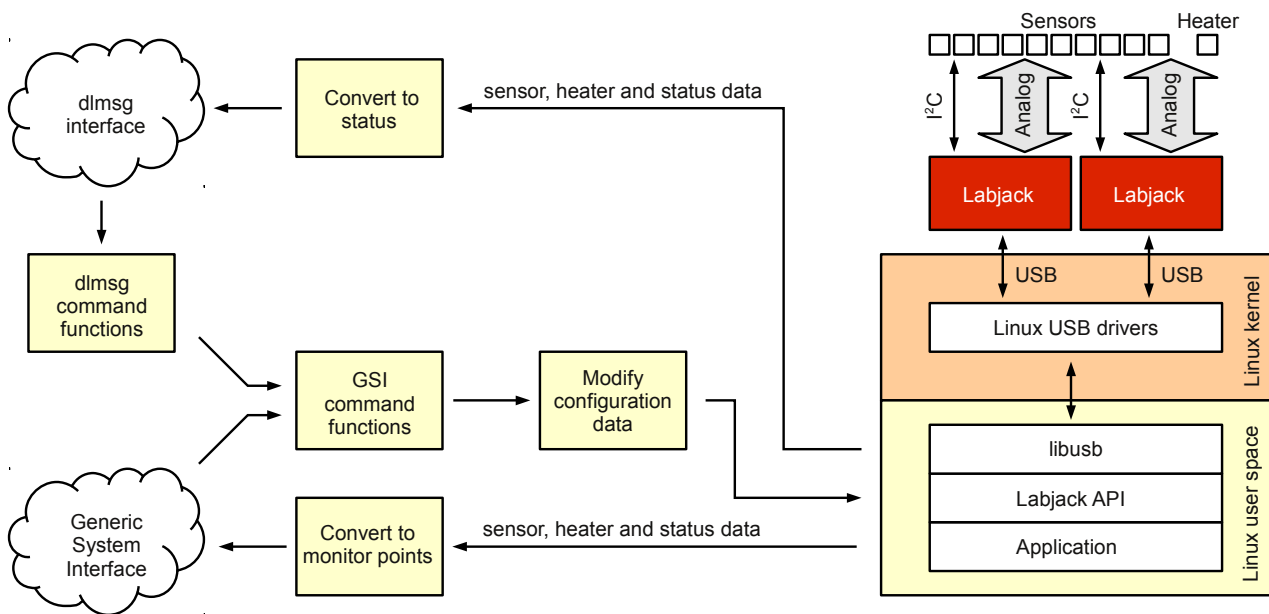 Sensors
Heater
I²C
Analog
I²C
Analog
dlmsg
interface
Convert to
status
sensor, heater and status data
Labjack
Labjack
USB
USB
dlmsg
command
functions
Linux USB drivers
Linux kernel
GSI
command
functions
Modify
configuration
data
libusb
Labjack API
Application
Linux user space
Generic
System
Interface
Convert to
monitor points
sensor, heater and status data